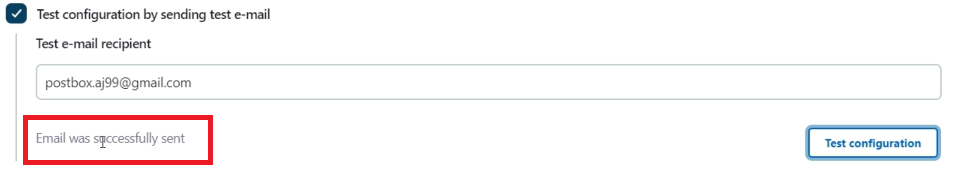 Test configuration by sending test e-mail
Test e-mail recipient
postbox.aj99@gmail.com
Email was successfully sent
Test configuration